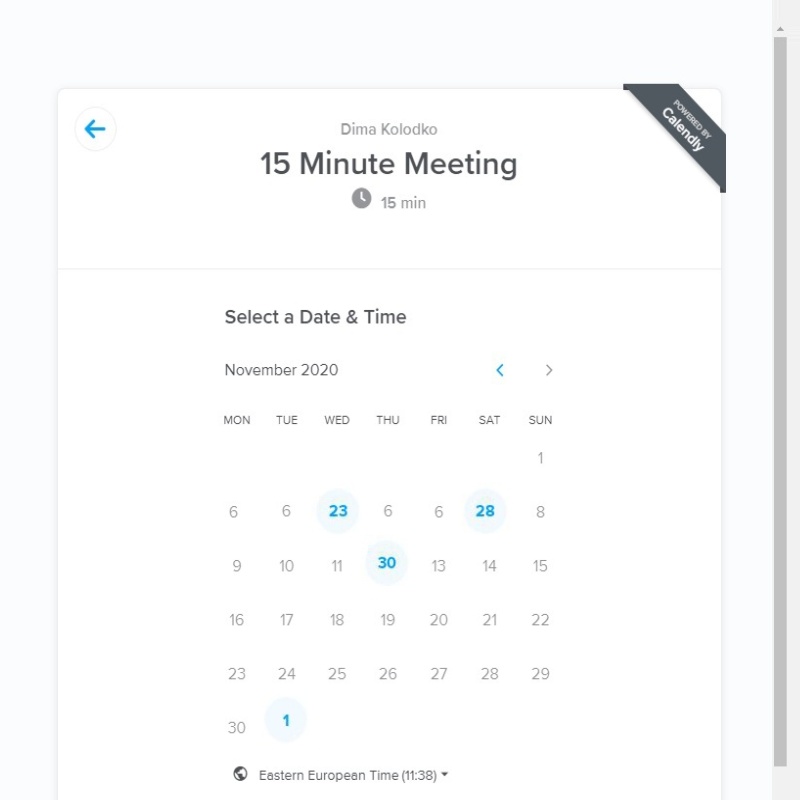 POWERED BY
Calendly
Dima Kolodko
15 Minute Meeting
15 min
Select a Date & Time
November 2020
MON TUE WED THU FRI SAT SUN
1
6 6 23 6 6 28 8
9 10 11 30 13 14 15
16 17 18 19 20 21 22
23 24 25 26 27 28 29
30 1
Eastern European Time (11:38)